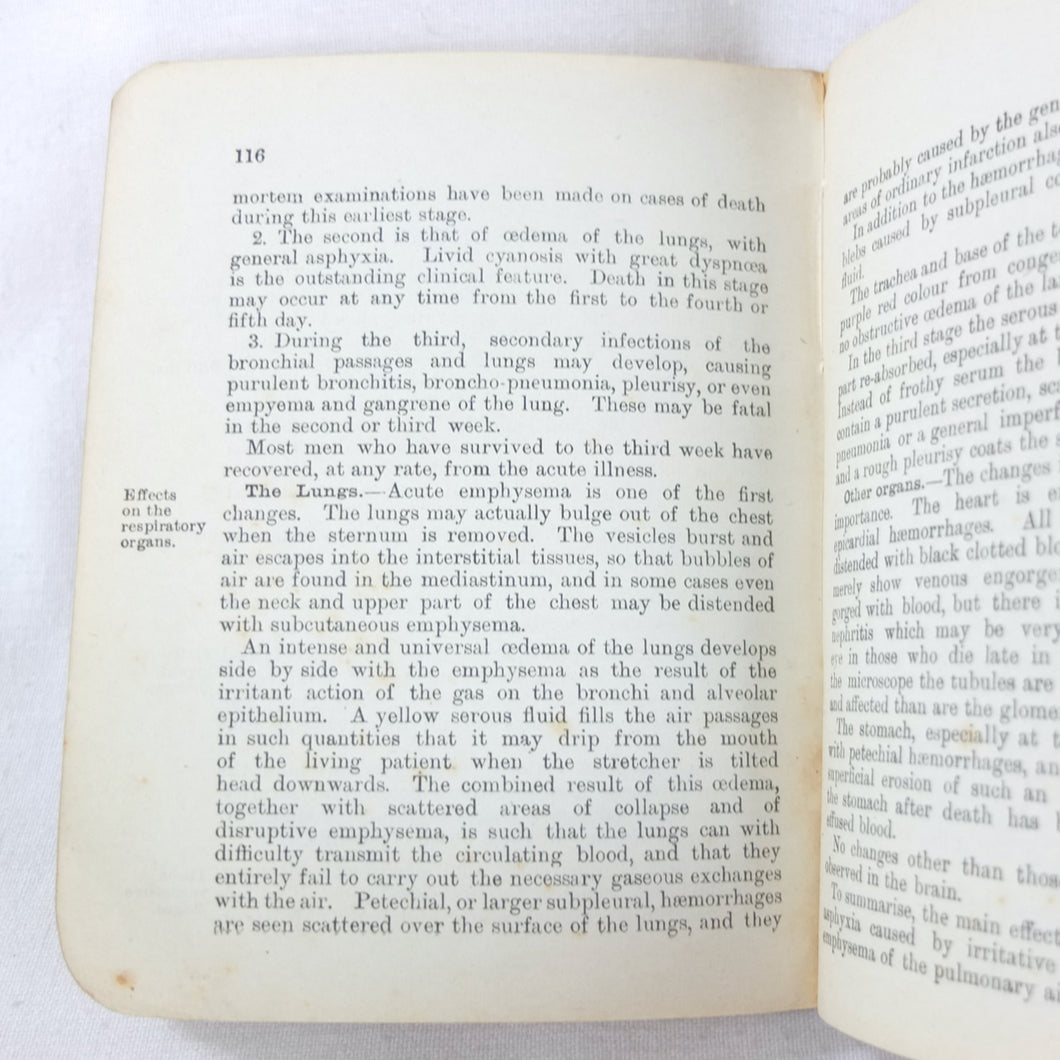 116
mortem examinations have been made on cases of death
during this earliest stage.
2. The second is that of œdema of the lungs, with
general asphyxia. Livid cyanosis with great dyspnœa
is the outstanding clinical feature. Death in this stage
may occur at any time from the first to the fourth or
fifth day.
3. During the third, secondary infections of the
bronchial passages and lungs may develop, causing
purulent bronchitis, broncho-pneumonia, pleurisy, or even
empyema and gangrene of the lung. These may be fatal
in the second or third week.
Most men who have survived to the third week have
recovered, at any rate, from the acute illness.
Effects
on the
respiratory
organs.
The Lungs.—Acute emphysema is one of the first
changes. The lungs may actually bulge out of the chest
when the sternum is removed. The vesicles burst and
air escapes into the interstitial tissues, so that bubbles of
air are found in the mediastinum, and in some cases even
the neck and upper part of the chest may be distended
with subcutaneous emphysema.
An intense and universal œdema of the lungs develops
side by side with the emphysema as the result of the
irritant action of the gas on the bronchi and alveolar
epithelium. A yellow serous fluid fills the air passages
in such quantities that it may drip from the mouth
of the living patient when the stretcher is tilted
head downwards. The combined result of this œdema,
together with scattered areas of collapse and of
disruptive emphysema, is such that the lungs can with
difficulty transmit the circulating blood, and that they
entirely fail to carry out the necessary gaseous exchanges
with the air. Petechial, or larger subpleural, hæmorrhages
are seen scattered over the surface of the lungs, and they
are probably caused by the gen
areas of ordinary infarction also
In addition to the hæmorrhag
blebs caused by subpleural co
fluid.
The trachea and base of the to
purple red colour from conge
no obstructive œdema of the la
In the third stage the serous
part re-absorbed, especially at t
Instead of frothy serum the
contain a purulent secretion, sca
pneumonia or a general imperf
and a rough pleurisy coats the s
Other organs.—The changes i
importance. The heart is e
epicardial hæmorrhages. All
distended with black clotted blo
merely show venous engorge
gorged with blood, but there i
nephritis which may be very
eye in those who die late in
the microscope the tubules are
and affected than are the glome
The stomach, especially at t
with petechial hæmorrhages, an
superficial erosion of such an
the stomach after death has b
effused blood.
No changes other than thos
observed in the brain.
To summarise, the main effect
asphyxia caused by irritative
emphysema of the pulmonary ai